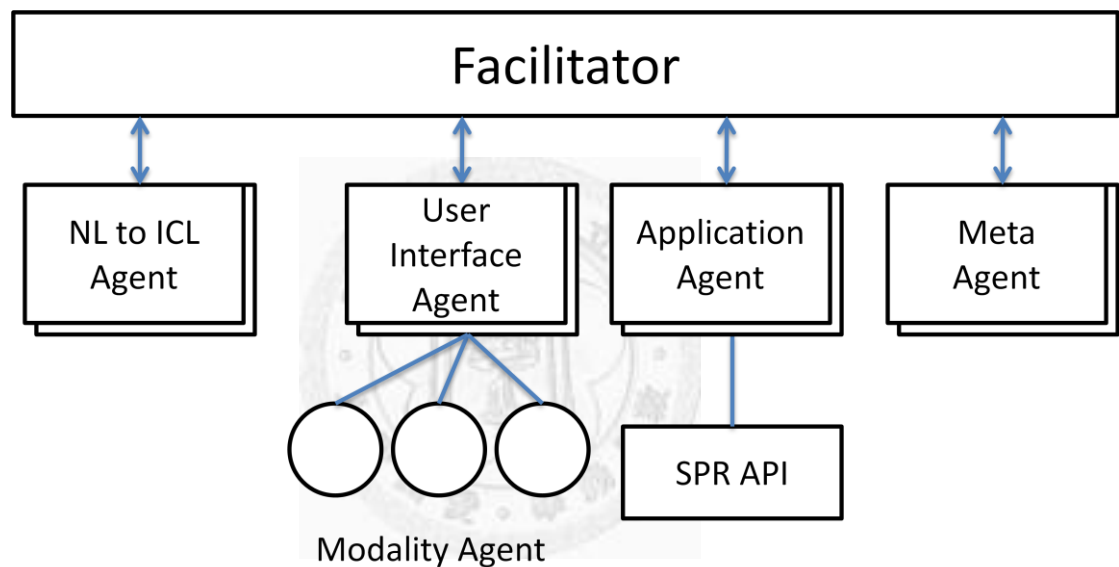 Facilitator
NL to ICL
Agent
User
Interface
Agent
Application
Agent
Meta
Agent
SPR API
Modality Agent